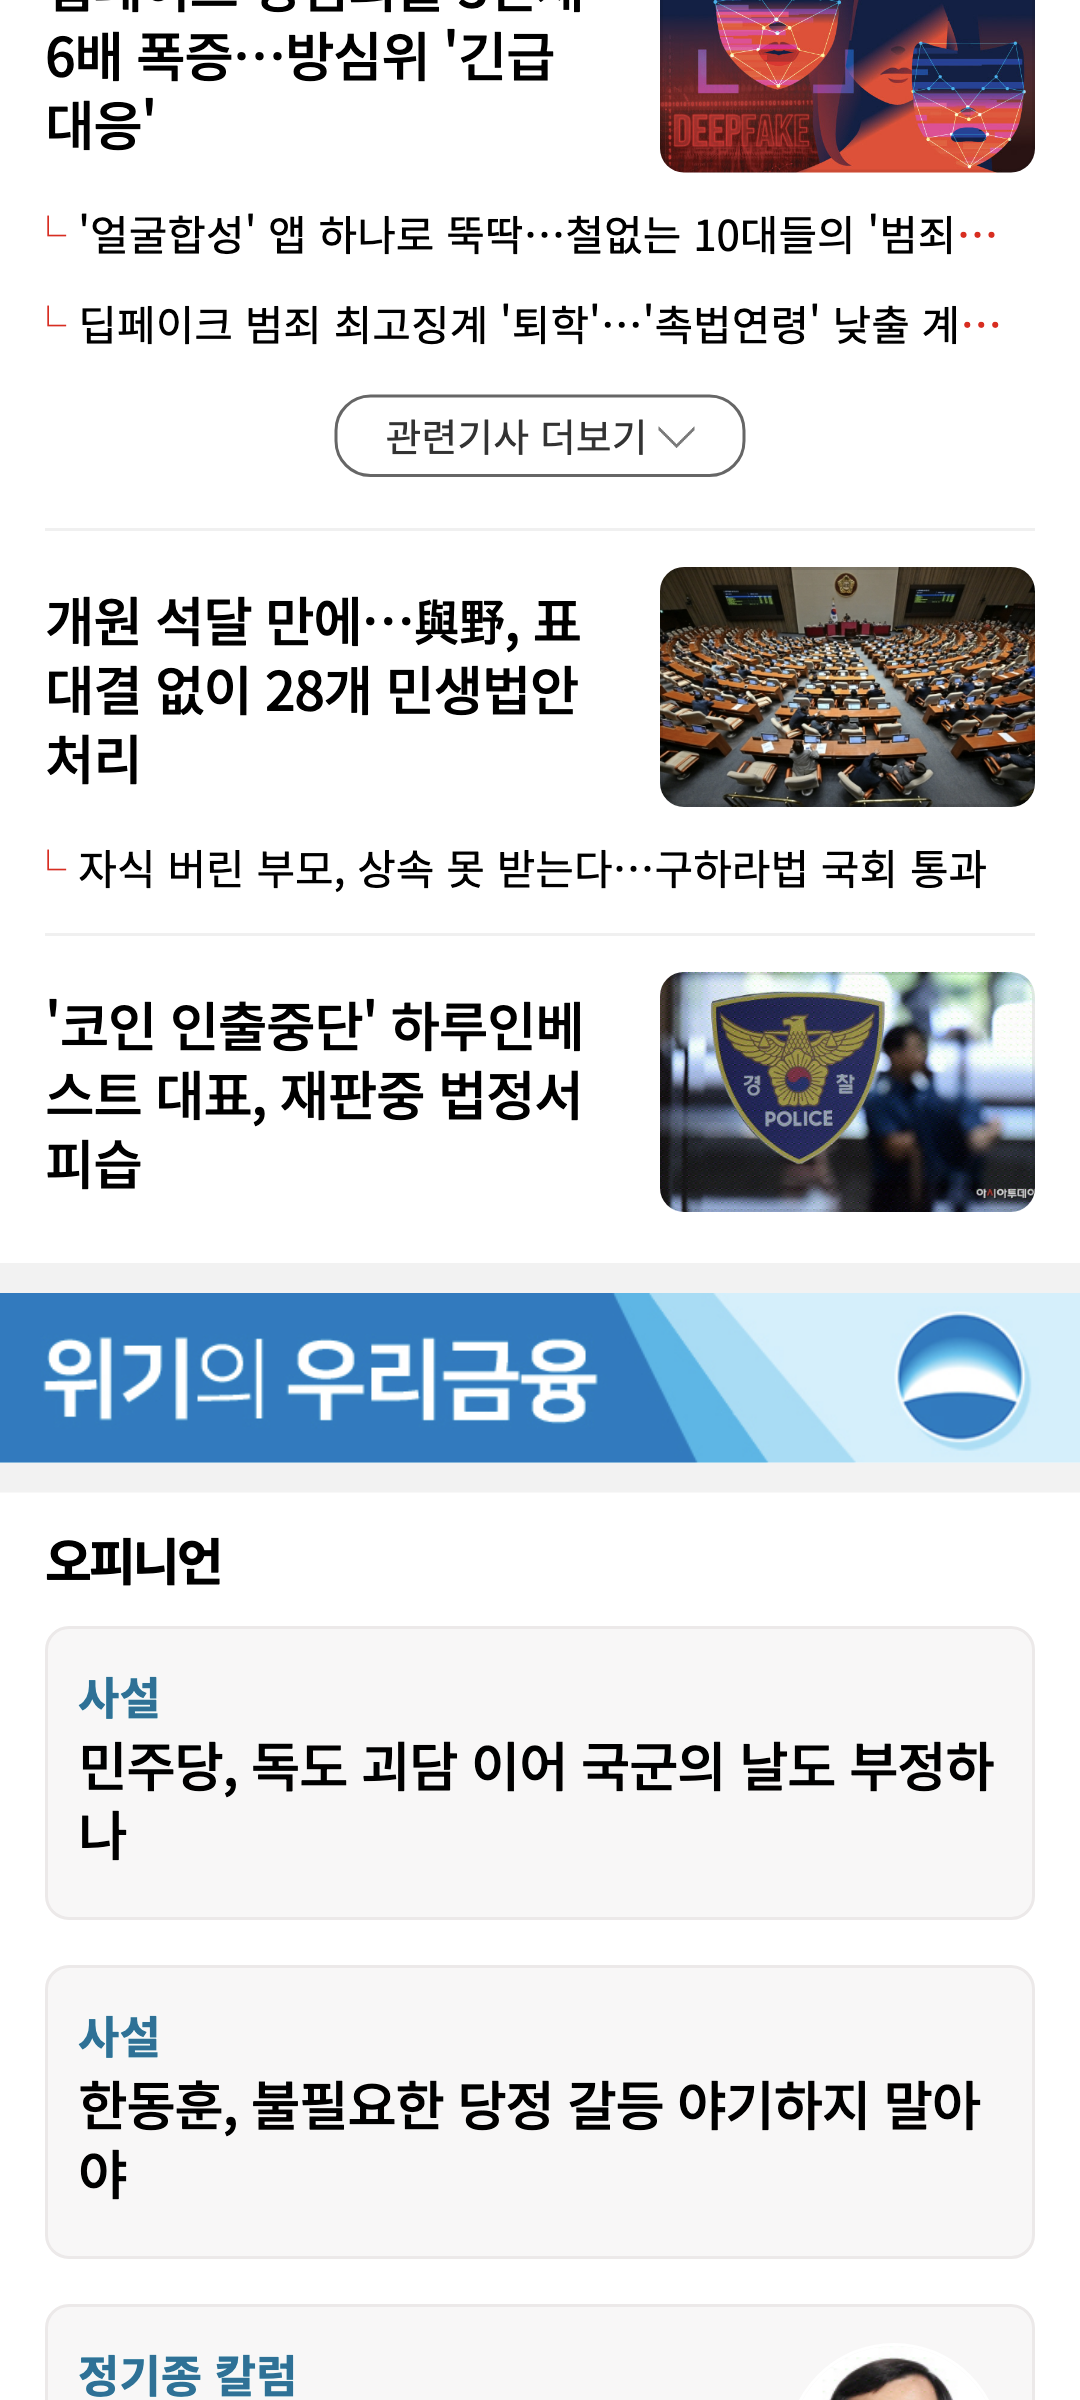 6배 폭증…방심위 '긴급
대응'
DEEPFAKE
'얼굴합성' 앱 하나로 뚝딱…철없는 10대들의 '범죄…
딥페이크 범죄 최고징계 '퇴학'…'촉법연령' 낮출 계…
관련기사 더보기
개원 석달 만에…與野, 표
대결 없이 28개 민생법안
처리
자식 버린 부모, 상속 못 받는다…구하라법 국회 통과
'코인 인출중단' 하루인베
스트 대표, 재판중 법정서
피습
경 찰
POLICE
아시아투데이
위기의 우리금융
오피니언
사설
민주당, 독도 괴담 이어 국군의 날도 부정하
나
사설
한동훈, 불필요한 당정 갈등 야기하지 말아
야
정기종 칼럼